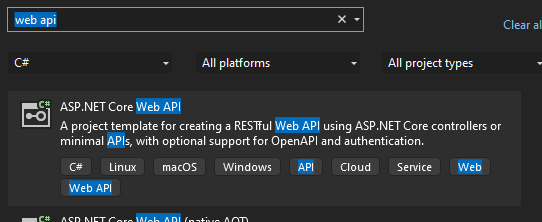 web api
Clear al
C#
All platforms
All project types
C#
ASP.NET Core Web API
A project template for creating a RESTful Web API using ASP.NET Core controllers or
minimal APIs, with optional support for OpenAPI and authentication.
C# Linux macOS Windows API Cloud Service Web
Web API
C#
ASP.NET Core Web API (native AOT)